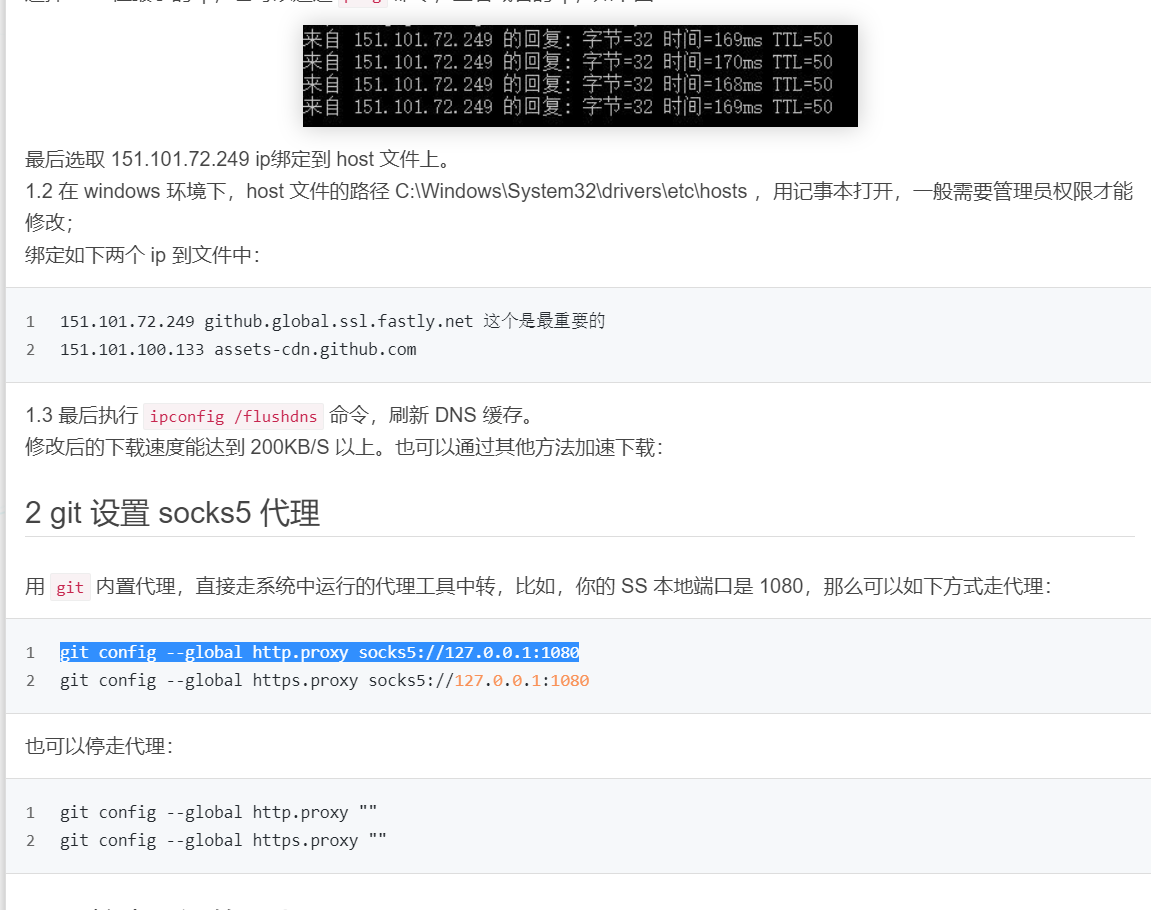 来自 151.101.72.249 的回复: 字节=32 时间=169ms TTL=50
来自 151.101.72.249 的回复: 字节=32 时间=170ms TTL=50
来自 151.101.72.249 的回复: 字节=32 时间=168ms TTL=50
来自 151.101.72.249 的回复: 字节=32 时间=169ms TTL=50
最后选取 151.101.72.249 ip绑定到 host 文件上。
1.2 在 windows 环境下，host 文件的路径 C:\Windows\System32\drivers\etc\hosts ，用记事本打开，一般需要管理员权限才能
修改；
绑定如下两个 ip 到文件中：
1 151.101.72.249 github.global.ssl.fastly.net 这个是最重要的
2 151.101.100.133 assets-cdn.github.com
1.3 最后执行 ipconfig /flushdns 命令，刷新 DNS 缓存。
修改后的下载速度能达到 200KB/S 以上。也可以通过其他方法加速下载：
2 git 设置 socks5 代理
用 git 内置代理，直接走系统中运行的代理工具中转，比如，你的 SS 本地端口是 1080，那么可以如下方式走代理：
1 git config --global http.proxy socks5://127.0.0.1:1080
2 git config --global https.proxy socks5://127.0.0.1:1080
也可以停走代理：
1 git config --global http.proxy ""
2 git config --global https.proxy ""